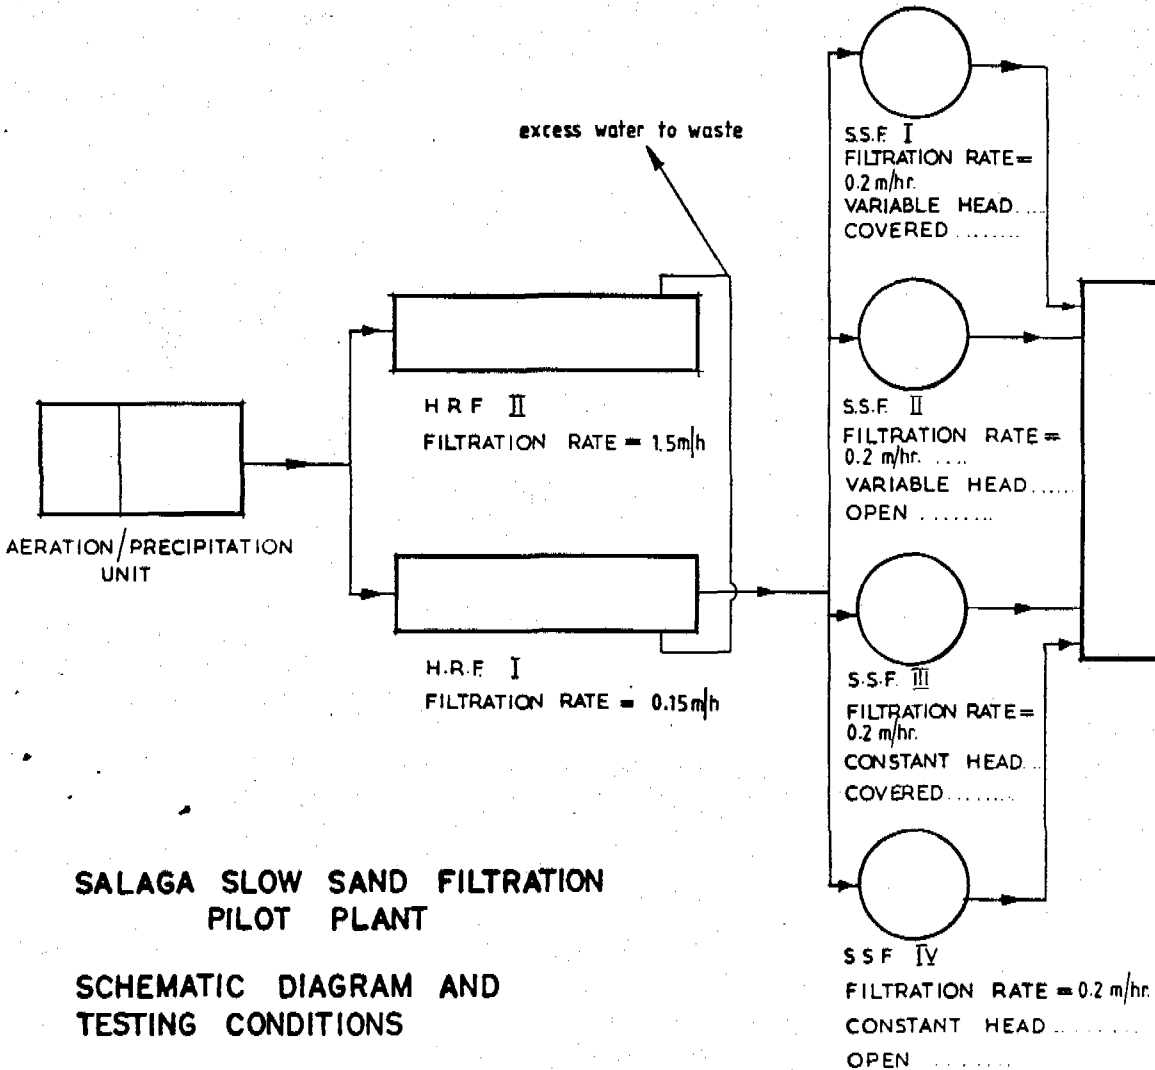 excess water to waste
S.S.F. I
FILTRATION RATE =
0.2 m/hr.
VARIABLE HEAD....
COVERED ........
H R F II
FILTRATION RATE = 1.5m/h
S.S.F. II
FILTRATION RATE =
0.2 m/hr. ....
VARIABLE HEAD......
OPEN ........
AERATION/PRECIPITATION
UNIT
H.R.F. I
FILTRATION RATE = 0.15m/h
S.S.F. III
FILTRATION RATE =
0.2 m/hr.
CONSTANT HEAD...
COVERED........
SALAGA SLOW SAND FILTRATION
PILOT PLANT
SCHEMATIC DIAGRAM AND
TESTING CONDITIONS
S S F IV
FILTRATION RATE = 0.2 m/hr.
CONSTANT HEAD ........
OPEN ........